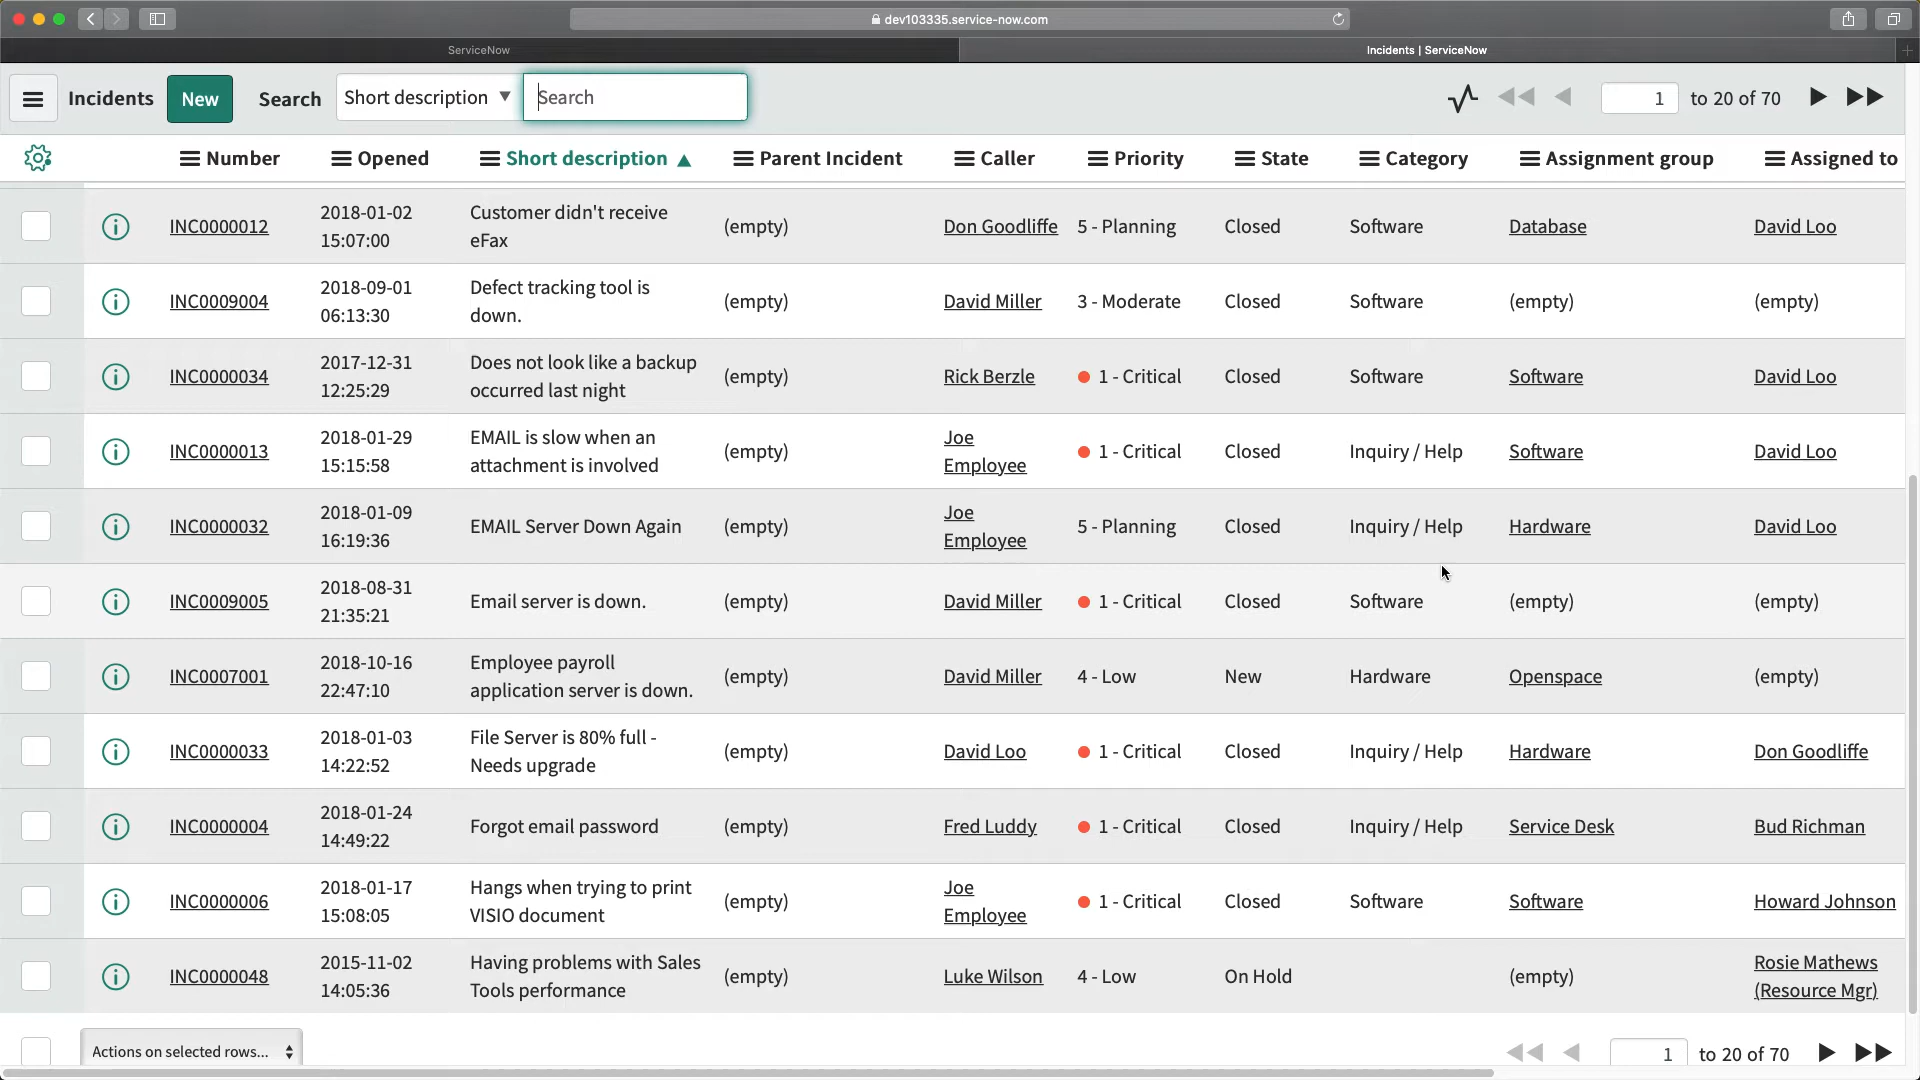 dev103335.service-now.com
ServiceNow
Incidents | ServiceNow
Incidents New Search Short description ▼ Search 1 to 20 of 70
Number Opened Short description ▲ Parent Incident Caller Priority State Category Assignment group Assigned to
INC0000012 2018-01-02 15:07:00 Customer didn't receive eFax (empty) Don Goodliffe 5 - Planning Closed Software Database David Loo
INC0009004 2018-09-01 06:13:30 Defect tracking tool is down. (empty) David Miller 3 - Moderate Closed Software (empty) (empty)
INC0000034 2017-12-31 12:25:29 Does not look like a backup occurred last night (empty) Rick Berzle 1 - Critical Closed Software Software David Loo
INC0000013 2018-01-29 15:15:58 EMAIL is slow when an attachment is involved (empty) Joe Employee 1 - Critical Closed Inquiry / Help Software David Loo
INC0000032 2018-01-09 16:19:36 EMAIL Server Down Again (empty) Joe Employee 5 - Planning Closed Inquiry / Help Hardware David Loo
INC0009005 2018-08-31 21:35:21 Email server is down. (empty) David Miller 1 - Critical Closed Software (empty) (empty)
INC0007001 2018-10-16 22:47:10 Employee payroll application server is down. (empty) David Miller 4 - Low New Hardware Openspace (empty)
INC0000033 2018-01-03 14:22:52 File Server is 80% full - Needs upgrade (empty) David Loo 1 - Critical Closed Inquiry / Help Hardware Don Goodliffe
INC0000004 2018-01-24 14:49:22 Forgot email password (empty) Fred Luddy 1 - Critical Closed Inquiry / Help Service Desk Bud Richman
INC0000006 2018-01-17 15:08:05 Hangs when trying to print VISIO document (empty) Joe Employee 1 - Critical Closed Software Software Howard Johnson
INC0000048 2015-11-02 14:05:36 Having problems with Sales Tools performance (empty) Luke Wilson 4 - Low On Hold (empty) Rosie Mathews (Resource Mgr)
Actions on selected rows... 1 to 20 of 70